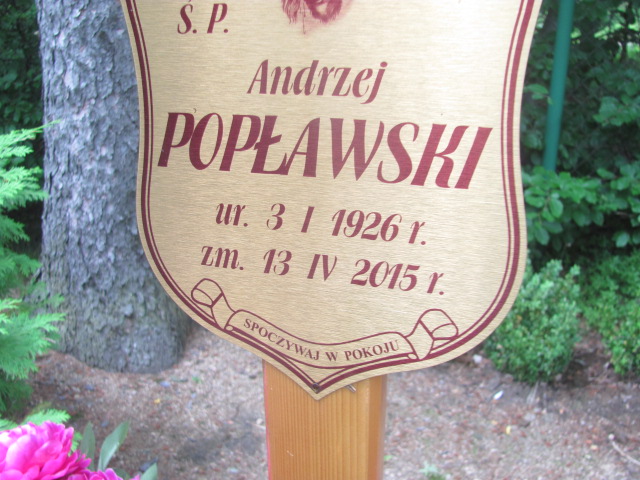 Ś. P.
Andrzej
POPŁAWSKI
ur. 3 I 1926 r.
zm. 13 IV 2015 r.
SPOCZYWAJ W POKOJU